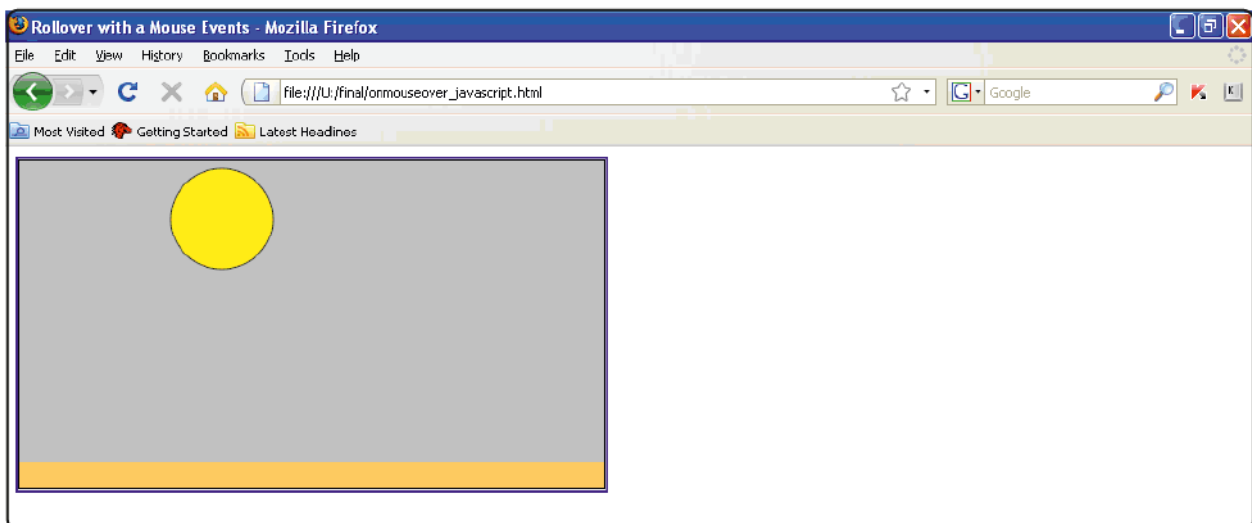 Rollover with a Mouse Events - Mozilla Firefox
File Edit View History Bookmarks Tools Help
file:///U:/final/onmouseover_javascript.html
G Google
K
Most Visited Getting Started Latest Headlines